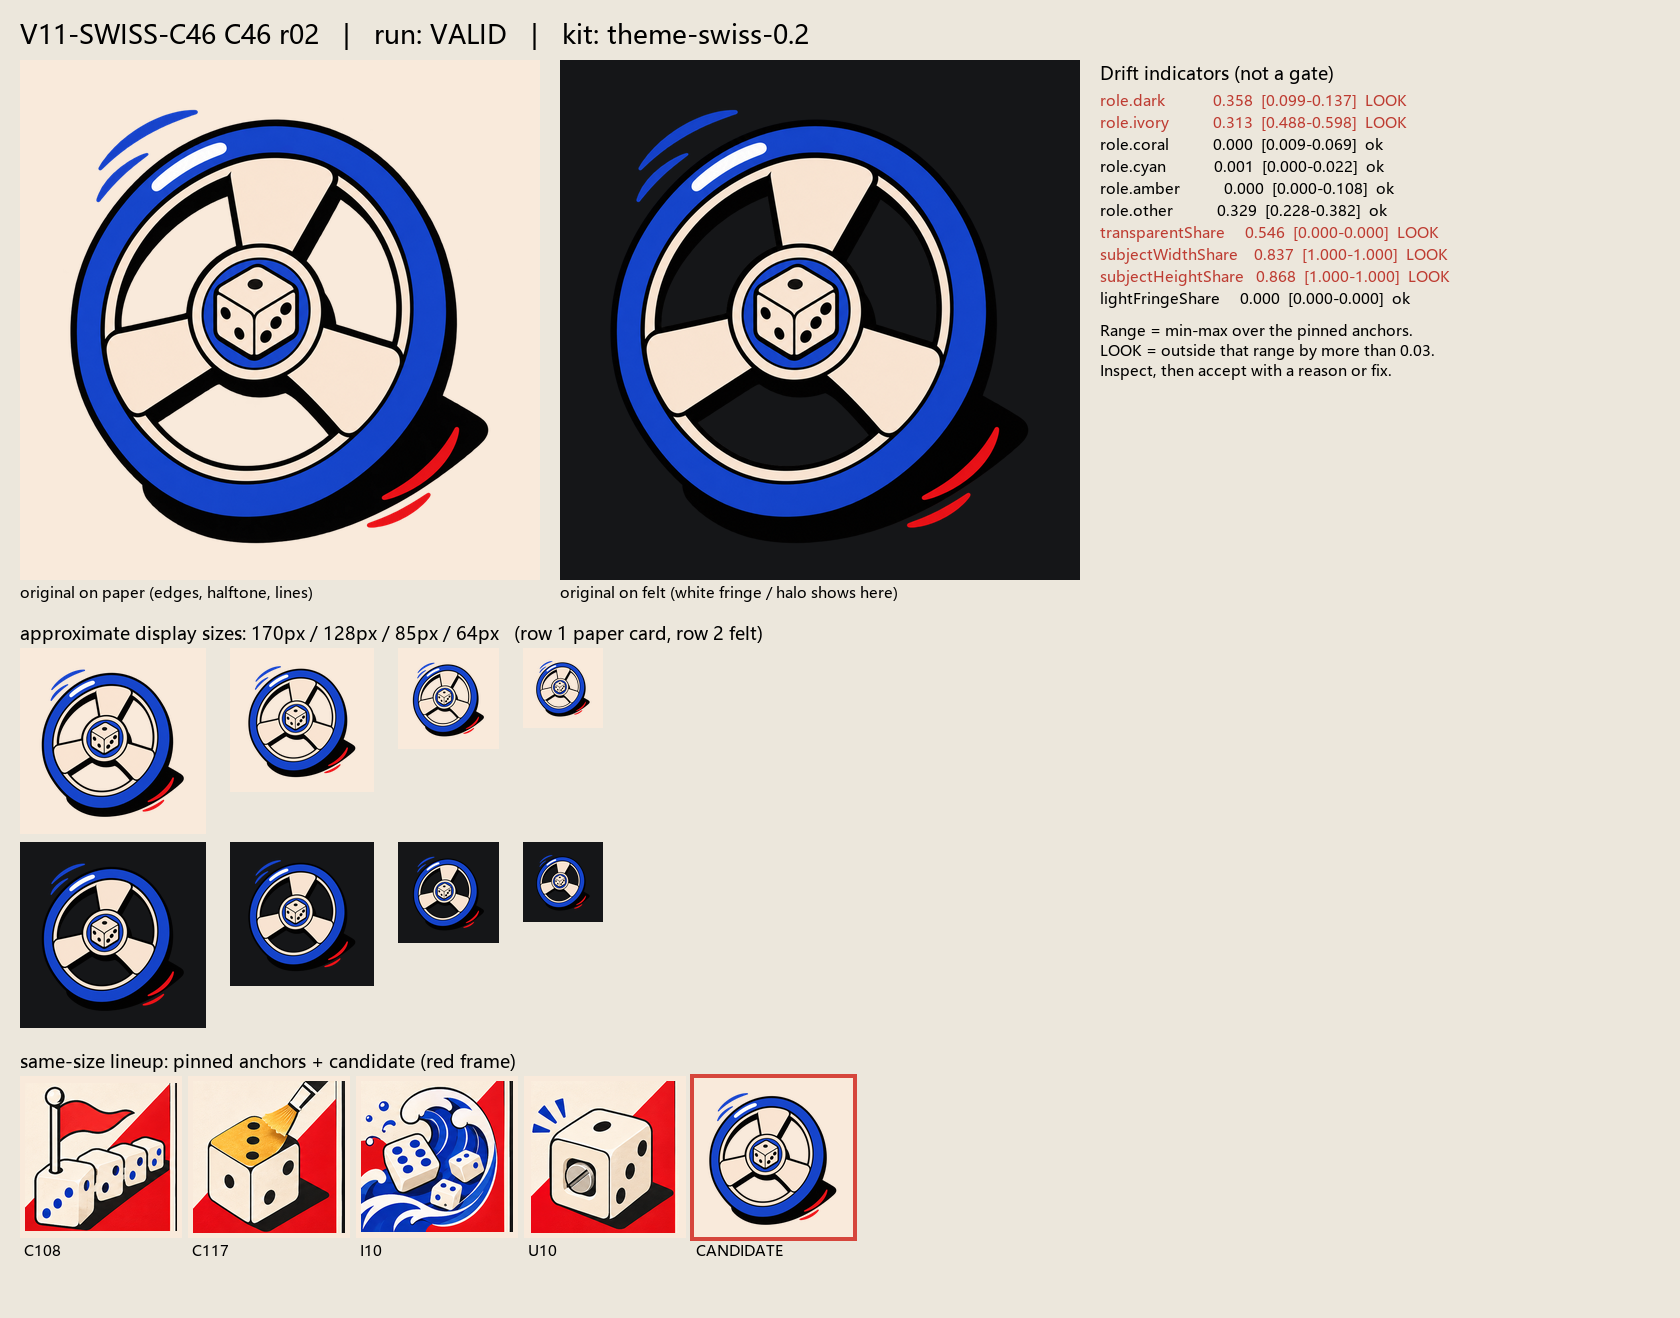 V11-SWISS-C46 C46 r02 | run: VALID | kit: theme-swiss-0.2
Drift indicators (not a gate)
role.dark 0.358 [0.099-0.137] LOOK
role.ivory 0.313 [0.488-0.598] LOOK
role.coral 0.000 [0.009-0.069] ok
role.cyan 0.001 [0.000-0.022] ok
role.amber 0.000 [0.000-0.108] ok
role.other 0.329 [0.228-0.382] ok
transparentShare 0.546 [0.000-0.000] LOOK
subjectWidthShare 0.837 [1.000-1.000] LOOK
subjectHeightShare 0.868 [1.000-1.000] LOOK
lightFringeShare 0.000 [0.000-0.000] ok
Range = min-max over the pinned anchors.
LOOK = outside that range by more than 0.03.
Inspect, then accept with a reason or fix.
original on paper (edges, halftone, lines)
original on felt (white fringe / halo shows here)
approximate display sizes: 170px / 128px / 85px / 64px (row 1 paper card, row 2 felt)
same-size lineup: pinned anchors + candidate (red frame)
C108
C117
I10
U10
CANDIDATE